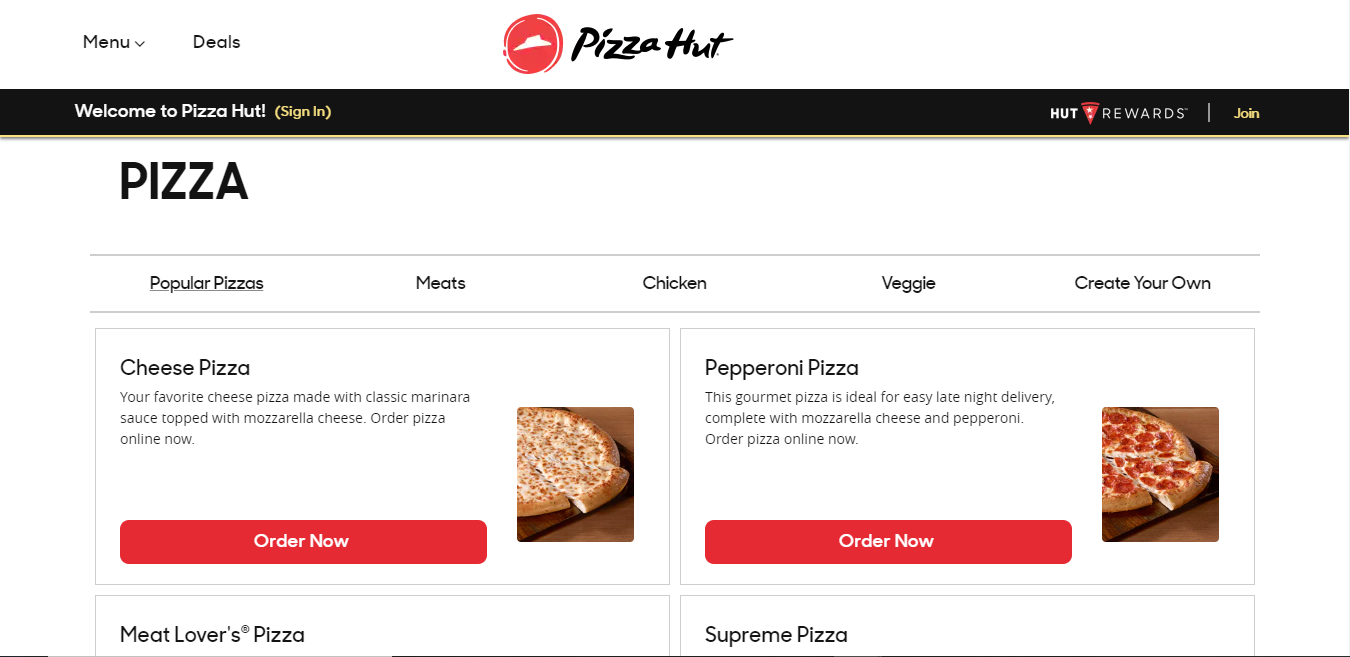 Menu Deals Pizza Hut
Welcome to Pizza Hut! (Sign In) HUT REWARDS™ | Join
PIZZA
Popular Pizzas Meats Chicken Veggie Create Your Own
Cheese Pizza
Your favorite cheese pizza made with classic marinara
sauce topped with mozzarella cheese. Order pizza
online now.
Order Now
Pepperoni Pizza
This gourmet pizza is ideal for easy late night delivery,
complete with mozzarella cheese and pepperoni.
Order pizza online now.
Order Now
Meat Lover's® Pizza
Supreme Pizza